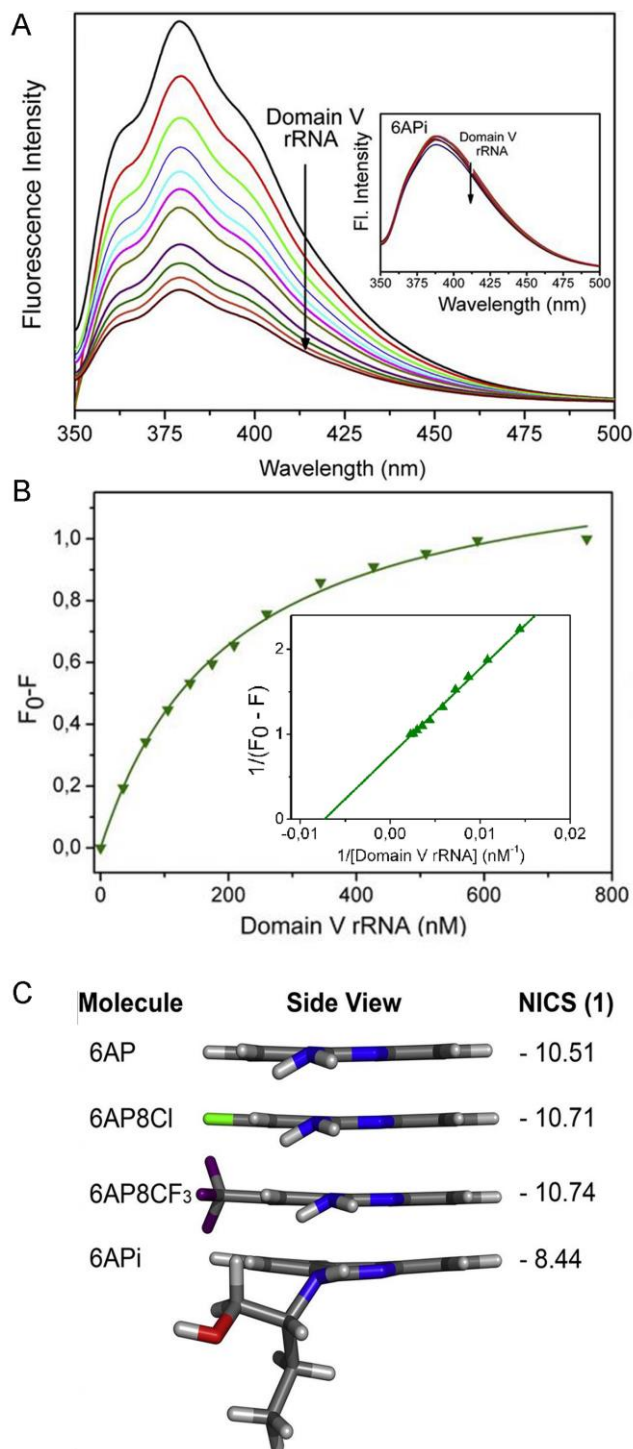 A
Fluorescence Intensity
Domain V
rRNA
350 375 400 425 450 475 500
Wavelength (nm)
6APi
Domain V
rRNA
Fl. Intensity
350 400 450 500
Wavelength (nm)
B
F0-F
1,0
0,8
0,6
0,4
0,2
0,0
0 200 400 600 800
Domain V rRNA (nM)
1/(F0 - F)
2
1
0
-0,01 0,00 0,01 0,02
1/[Domain V rRNA] (nM-1)
C
Molecule Side View NICS (1)
6AP - 10.51
6AP8Cl - 10.71
6AP8CF3 - 10.74
6APi - 8.44